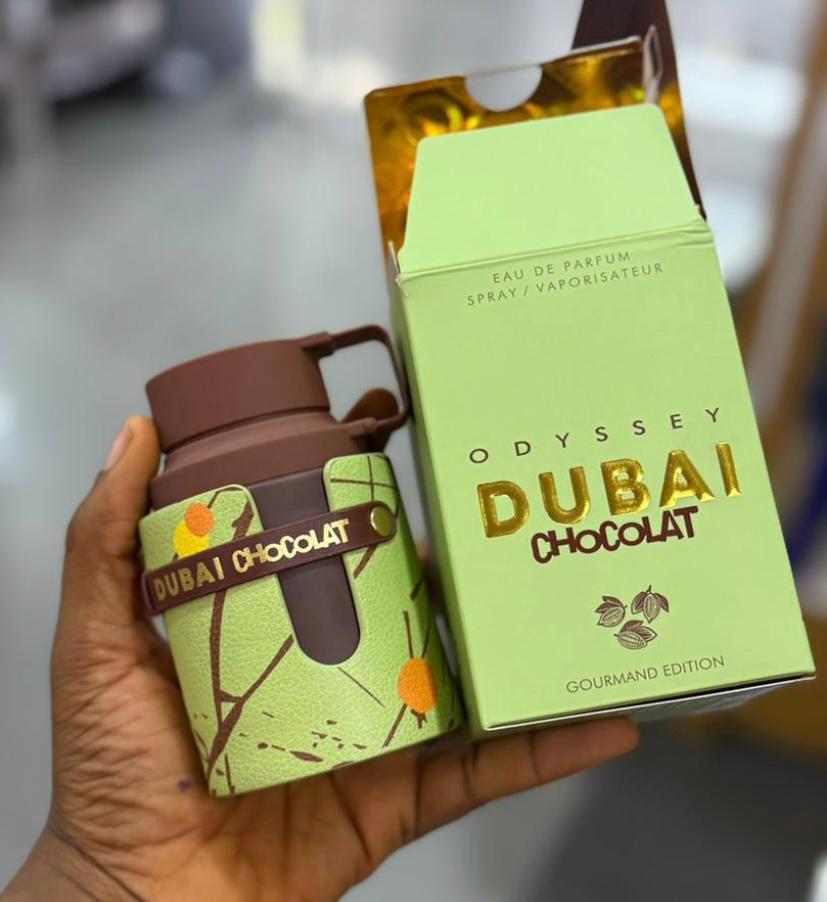 EAU DE PARFUM
SPRAY / VAPORISATEUR
ODYSSEY
DUBAI
CHOCOLAT
GOURMAND EDITION
DUBAI CHOCOLAT